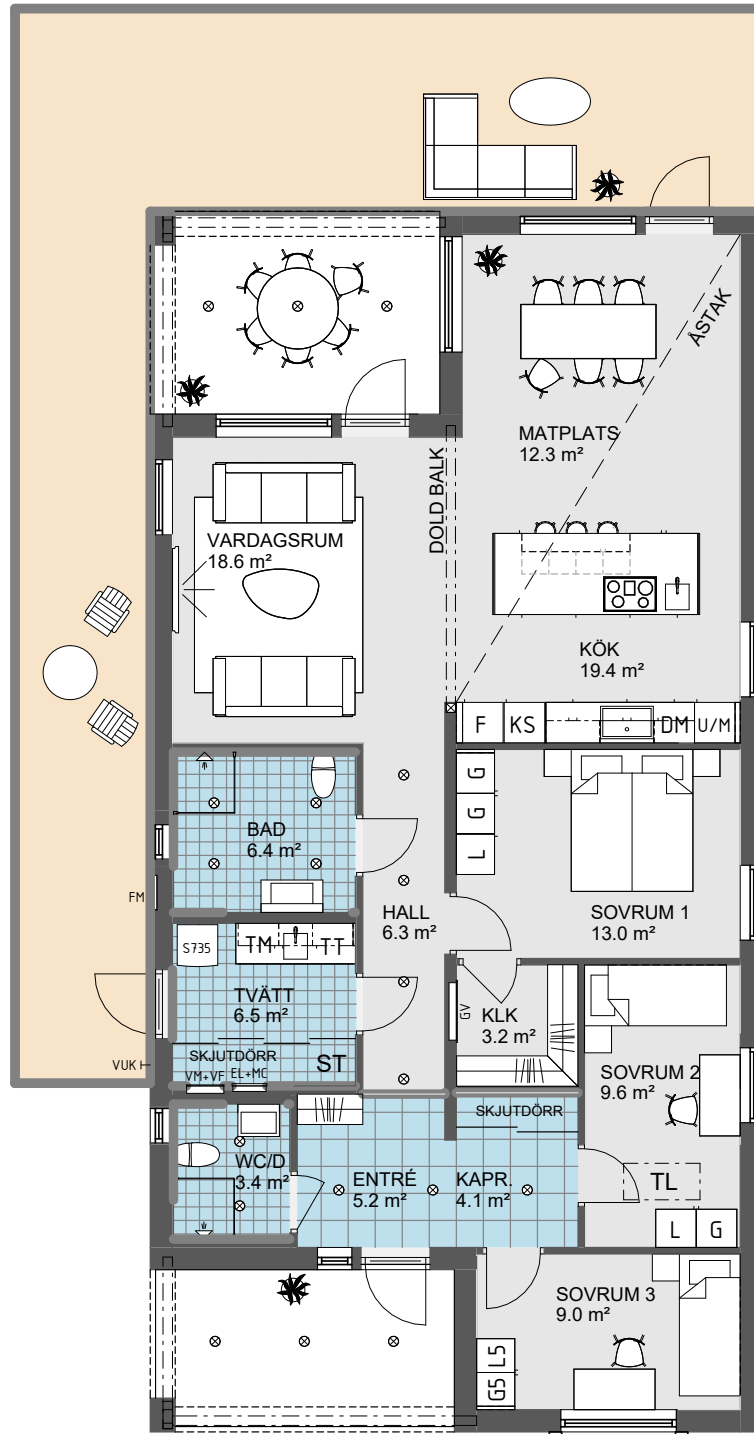 ÅSTAK
MATPLATS
12.3 m²
DOLD BALK
VARDAGSRUM
18.6 m²
KÖK
19.4 m²
F KS DM U/M
G
G
L
BAD
6.4 m²
FM
HALL
6.3 m²
SOVRUM 1
13.0 m²
S735
TM TT
TVÄTT
6.5 m²
GV
KLK
3.2 m²
SKJUTDÖRR
ST
VUK
VM+VF EL+MC
SOVRUM 2
9.6 m²
SKJUTDÖRR
WC/D
3.4 m²
ENTRÉ
5.2 m²
KAPR.
4.1 m²
TL
L G
SOVRUM 3
9.0 m²
L5
G5